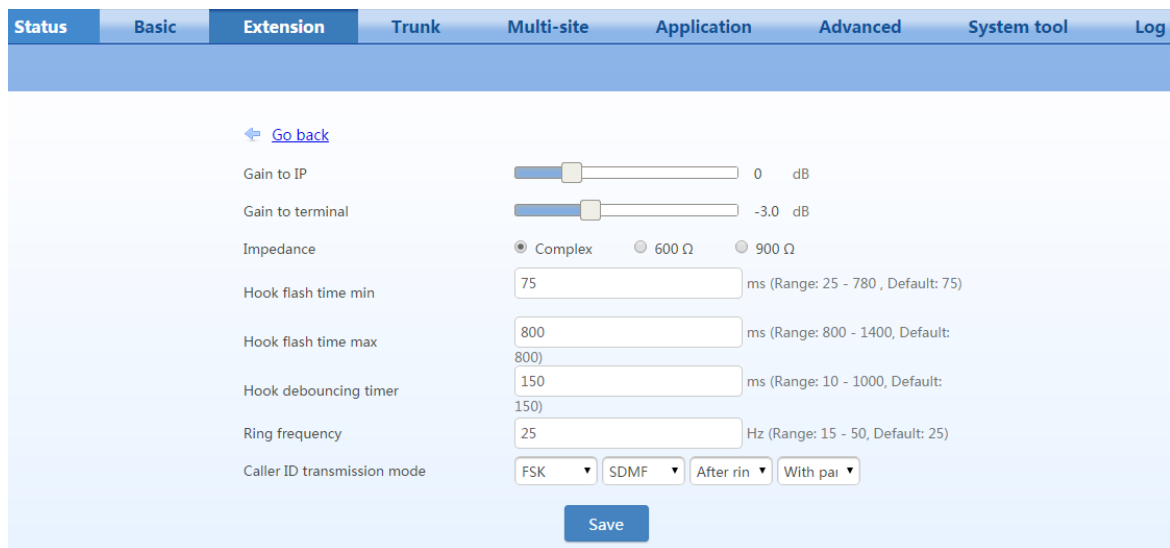 Status Basic Extension Trunk Multi-site Application Advanced System tool Log
Go back
Gain to IP 0 dB
Gain to terminal -3.0 dB
Impedance Complex 600 Ω 900 Ω
Hook flash time min 75 ms (Range: 25 - 780 , Default: 75)
Hook flash time max 800 ms (Range: 800 - 1400, Default:
800)
Hook debouncing timer 150 ms (Range: 10 - 1000, Default:
150)
Ring frequency 25 Hz (Range: 15 - 50, Default: 25)
Caller ID transmission mode FSK SDMF After rin With par
Save